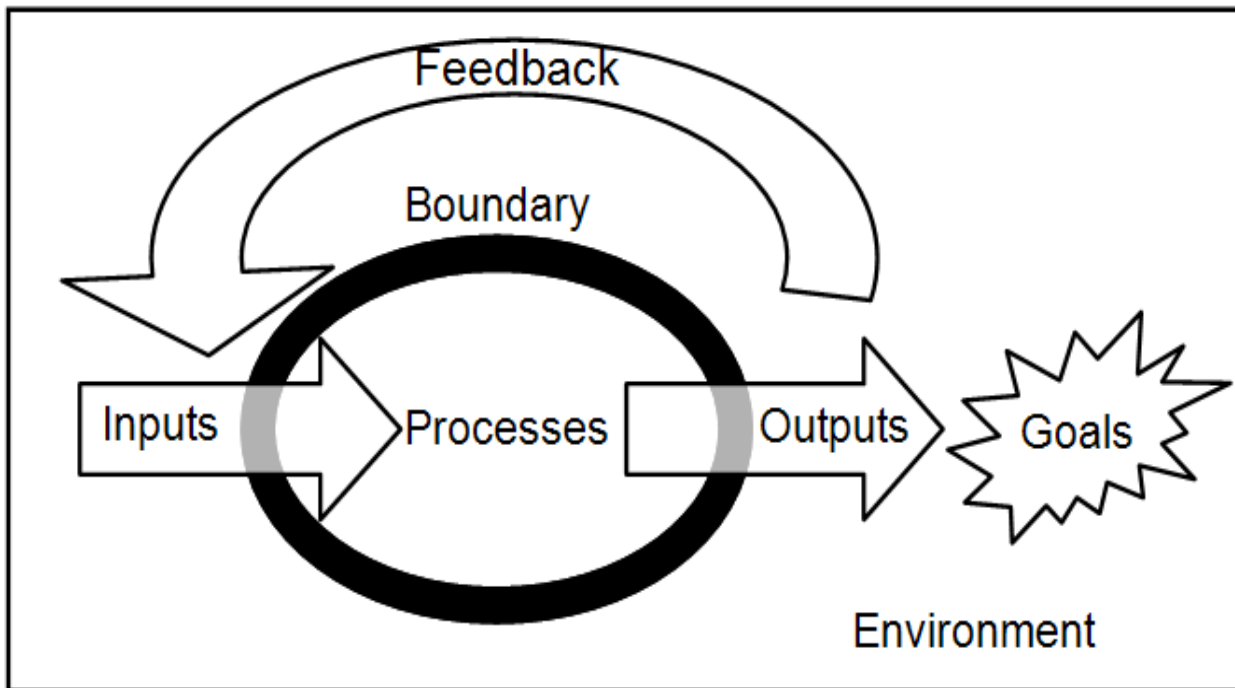 Feedback
Boundary
Inputs
Processes
Outputs
Goals
Environment